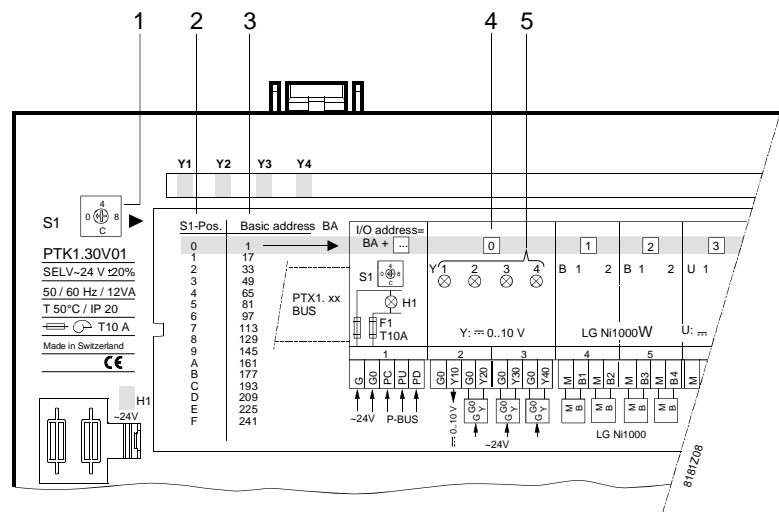 1 2 3 4 5
Y1 Y2 Y3 Y4
S1
4
0 8
C
PTK1.30V01
SELV~24 V ±20%
50 / 60 Hz / 12VA
T 50°C / IP 20
T10 A
Made in Switzerland
CE
H1
~24V
S1-Pos. Basic address BA
0 1
1 17
2 33
3 49
4 65
5 81
6 97
7 113
8 129
9 145
A 161
B 177
C 193
D 209
E 225
F 241
PTX1. xx
BUS
I/O address=
BA + ...
S1
4
0 8
C
H1
F1
T10A
0 1 2 3
Y 1 2 3 4
B 1 2 B 1 2 U 1
Y: ⎓ 0..10 V
LG Ni1000W
U: ⎓
1 2 3 4 5
G G0 PC PU PD
G0 Y10 G0 Y20 G0 Y30 G0 Y40
M B1 M B2 M B3 M B4 M
G0 Y G G0 Y G G0 Y G
M B M B M B M B
~24V P-BUS
⎓ 0..10 V
~24V
LG Ni1000
8181Z08